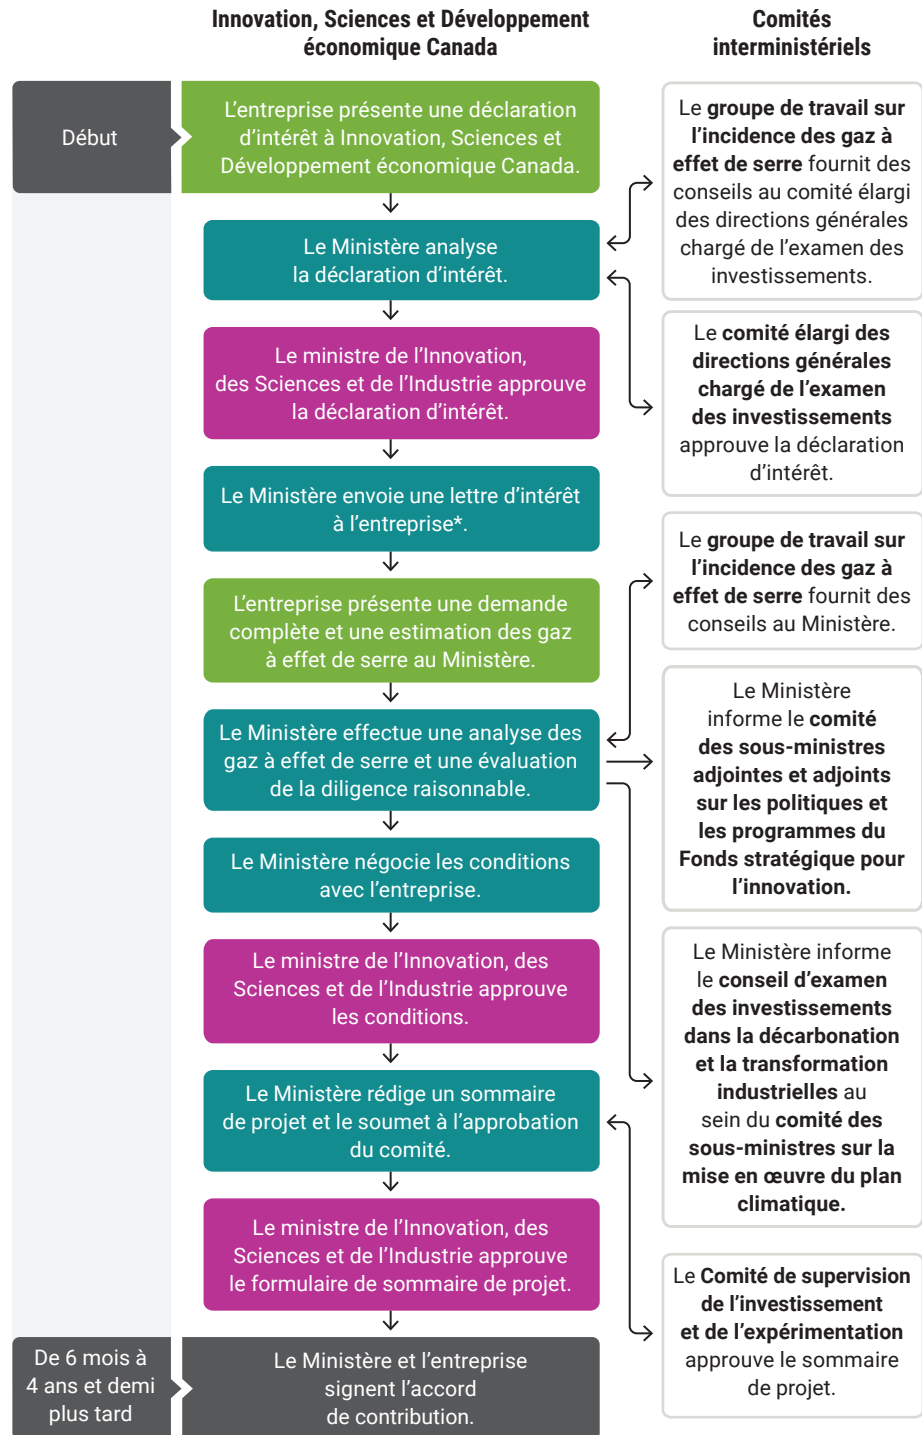 Innovation, Sciences et Développement
économique Canada
Comités
interministériels
Début
L’entreprise présente une déclaration
d’intérêt à Innovation, Sciences et
Développement économique Canada.
Le groupe de travail sur
l’incidence des gaz à
effet de serre fournit des
conseils au comité élargi
des directions générales
chargé de l’examen des
investissements.
Le Ministère analyse
la déclaration d’intérêt.
Le ministre de l’Innovation,
des Sciences et de l’Industrie approuve
la déclaration d’intérêt.
Le comité élargi des
directions générales
chargé de l’examen
des investissements
approuve la déclaration
d’intérêt.
Le Ministère envoie une lettre d’intérêt
à l’entreprise*.
Le groupe de travail sur
l’incidence des gaz à
effet de serre fournit des
conseils au Ministère.
L’entreprise présente une demande
complète et une estimation des gaz
à effet de serre au Ministère.
Le Ministère effectue une analyse des
gaz à effet de serre et une évaluation
de la diligence raisonnable.
Le Ministère
informe le comité
des sous-ministres
adjointes et adjoints
sur les politiques et
les programmes du
Fonds stratégique pour
l’innovation.
Le Ministère négocie les conditions
avec l’entreprise.
Le ministre de l’Innovation, des
Sciences et de l’Industrie approuve
les conditions.
Le Ministère informe
le conseil d’examen
des investissements
dans la décarbonation
et la transformation
industrielles au
sein du comité des
sous-ministres sur la
mise en œuvre du plan
climatique.
Le Ministère rédige un sommaire
de projet et le soumet à l’approbation
du comité.
Le ministre de l’Innovation, des
Sciences et de l’Industrie approuve
le formulaire de sommaire de projet.
Le Comité de supervision
de l’investissement
et de l’expérimentation
approuve le sommaire
de projet.
De 6 mois à
4 ans et demi
plus tard
Le Ministère et l’entreprise
signent l’accord
de contribution.